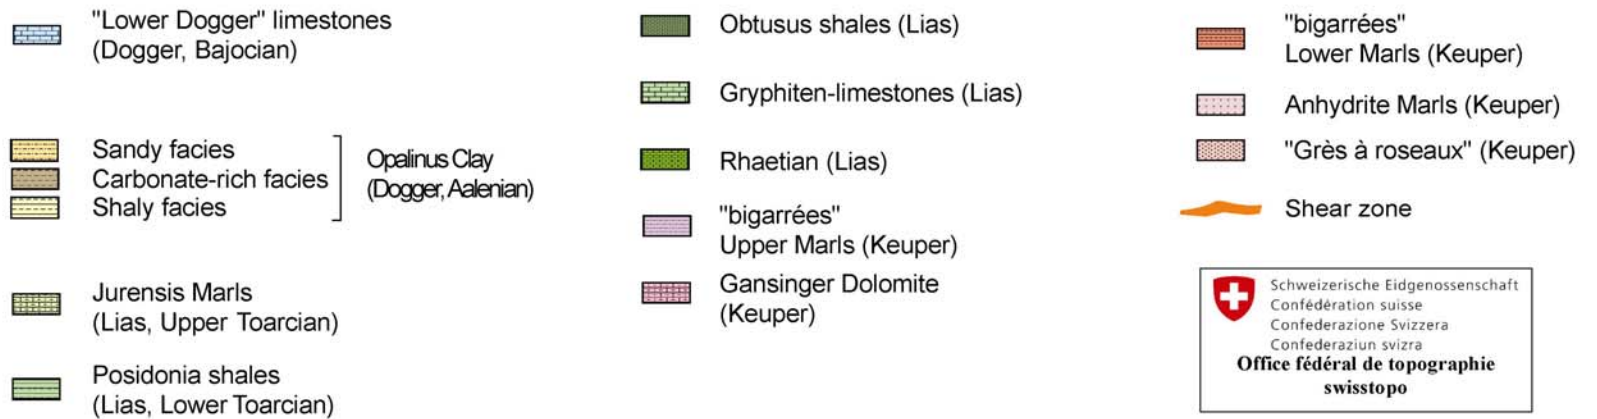 "Lower Dogger" limestones
(Dogger, Bajocian)
Sandy facies
Carbonate-rich facies
Shaly facies
Opalinus Clay
(Dogger, Aalenian)
Jurensis Marls
(Lias, Upper Toarcian)
Posidonia shales
(Lias, Lower Toarcian)
Obtusus shales (Lias)
Gryphiten-limestones (Lias)
Rhaetian (Lias)
"bigarrées"
Upper Marls (Keuper)
Gansinger Dolomite
(Keuper)
"bigarrées"
Lower Marls (Keuper)
Anhydrite Marls (Keuper)
"Grès à roseaux" (Keuper)
Shear zone
Schweizerische Eidgenossenschaft
Confédération suisse
Confederazione Svizzera
Confederaziun svizra
Office fédéral de topographie
swisstopo